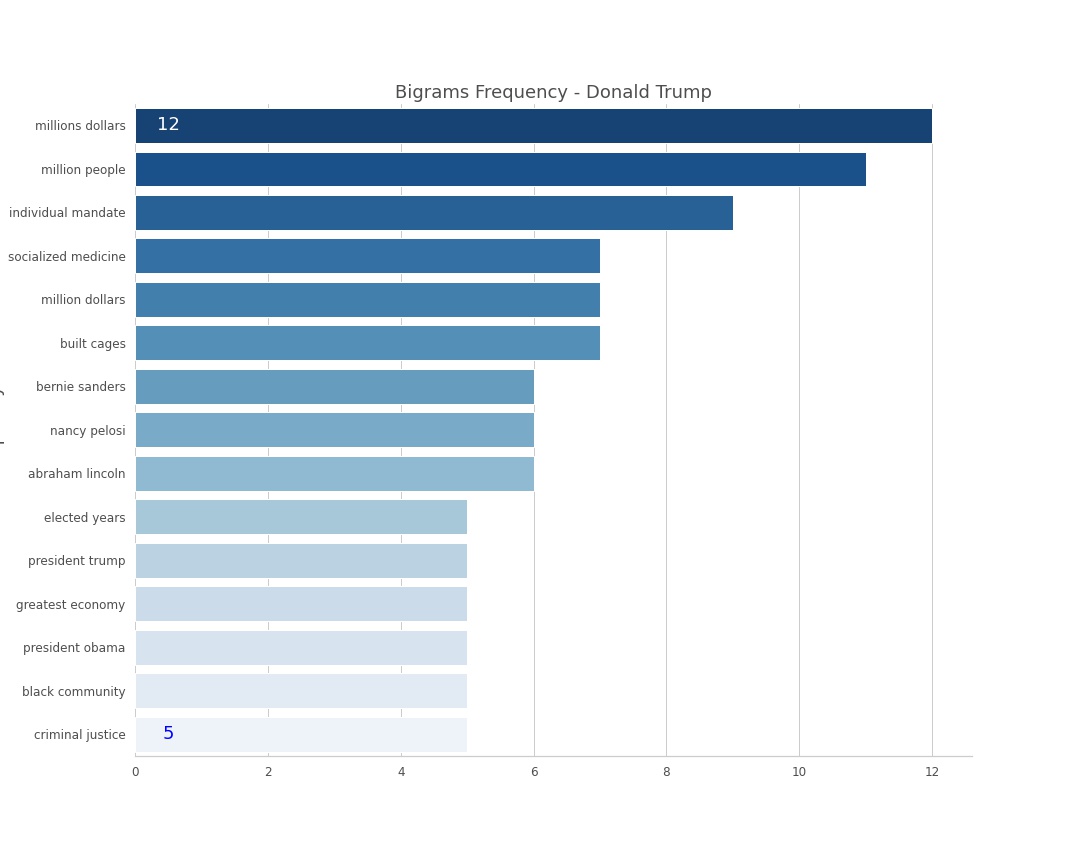 Bigrams Frequency - Donald Trump
millions dollars
12
million people
individual mandate
socialized medicine
million dollars
built cages
bernie sanders
nancy pelosi
abraham lincoln
elected years
president trump
greatest economy
president obama
black community
criminal justice
5
0 2 4 6 8 10 12